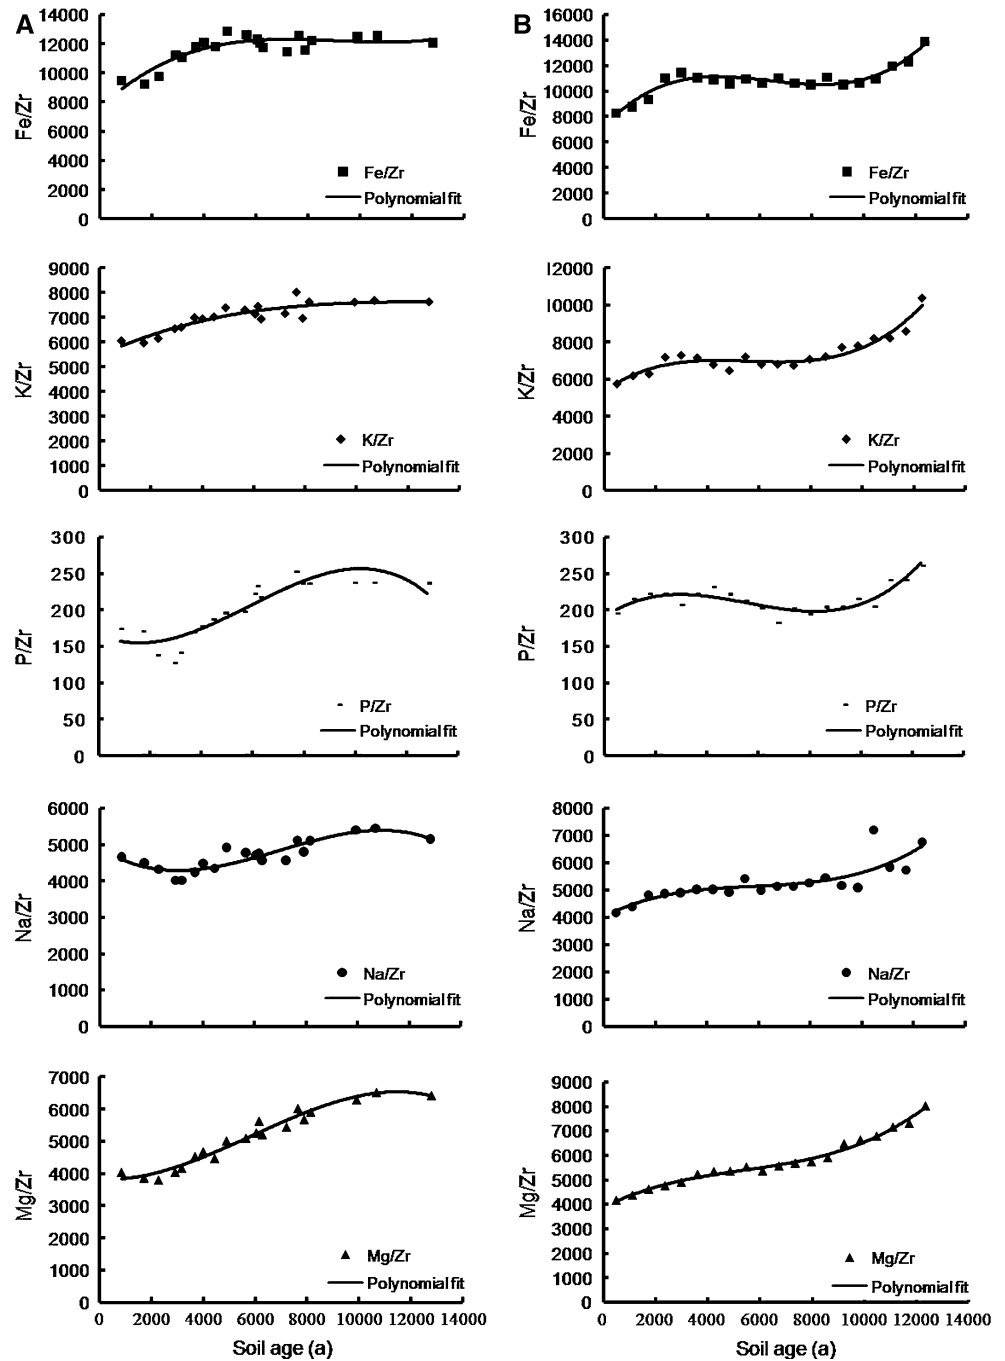 A
14000
12000
10000
8000
6000
4000
2000
0
Fe/Zr
Fe/Zr
Polynomial fit
B
16000
14000
12000
10000
8000
6000
4000
2000
0
Fe/Zr
Fe/Zr
Polynomial fit
9000
8000
7000
6000
5000
4000
3000
2000
1000
0
K/Zr
K/Zr
Polynomial fit
12000
10000
8000
6000
4000
2000
0
K/Zr
K/Zr
Polynomial fit
300
250
200
150
100
50
0
P/Zr
P/Zr
Polynomial fit
300
250
200
150
100
50
0
P/Zr
P/Zr
Polynomial fit
6000
5000
4000
3000
2000
1000
0
Na/Zr
Na/Zr
Polynomial fit
8000
7000
6000
5000
4000
3000
2000
1000
0
Na/Zr
Na/Zr
Polynomial fit
7000
6000
5000
4000
3000
2000
1000
0
Mg/Zr
Mg/Zr
Polynomial fit
0 2000 4000 6000 8000 10000 12000 14000
Soil age (a)
9000
8000
7000
6000
5000
4000
3000
2000
1000
0
Mg/Zr
Mg/Zr
Polynomial fit
0 2000 4000 6000 8000 10000 12000 14000
Soil age (a)